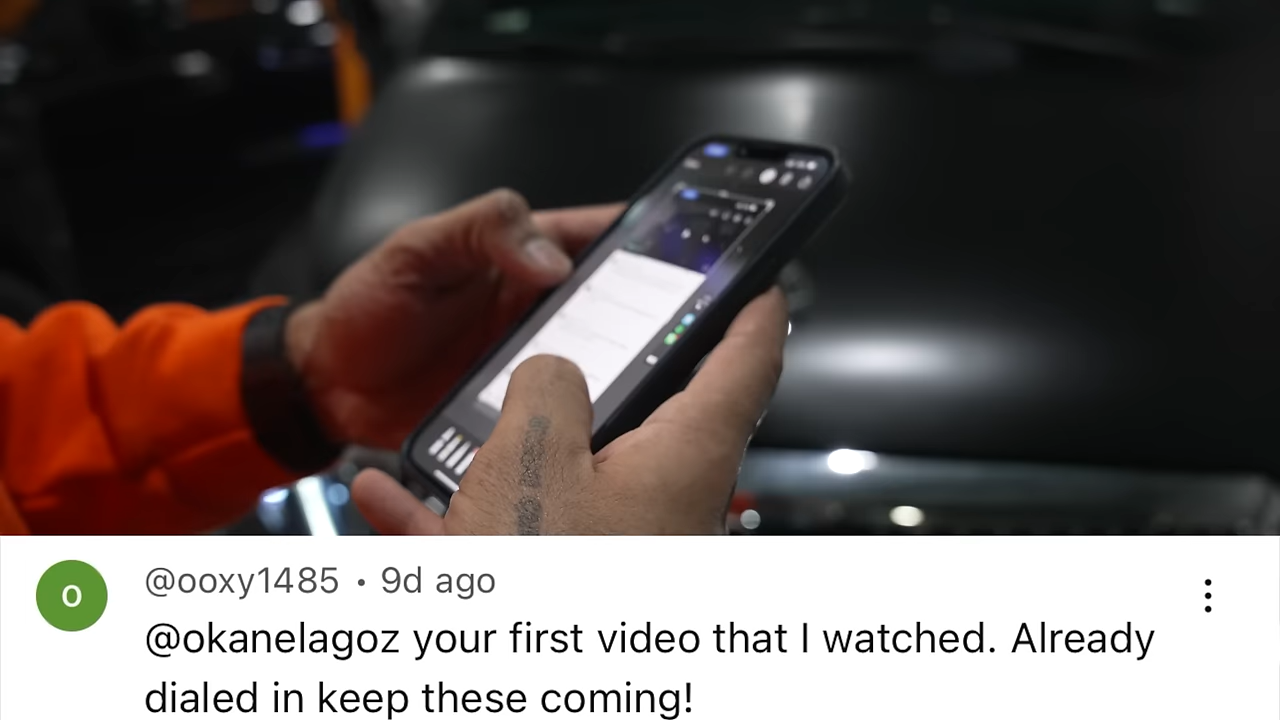 @ooxy1485 • 9d ago
@okanelagoz your first video that I watched. Already
dialed in keep these coming!
O